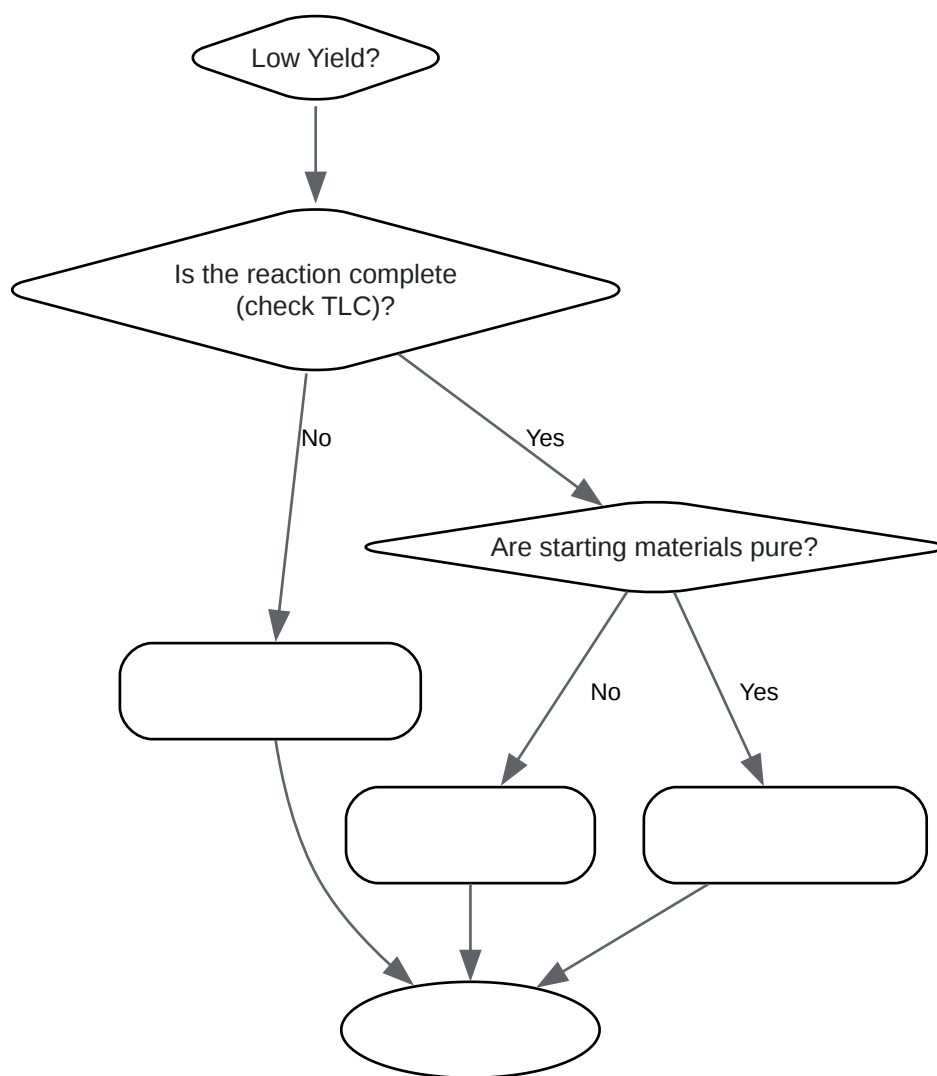 Low Yield?
Is the reaction complete
(check TLC)?
No
Yes
Are starting materials pure?
No
Yes